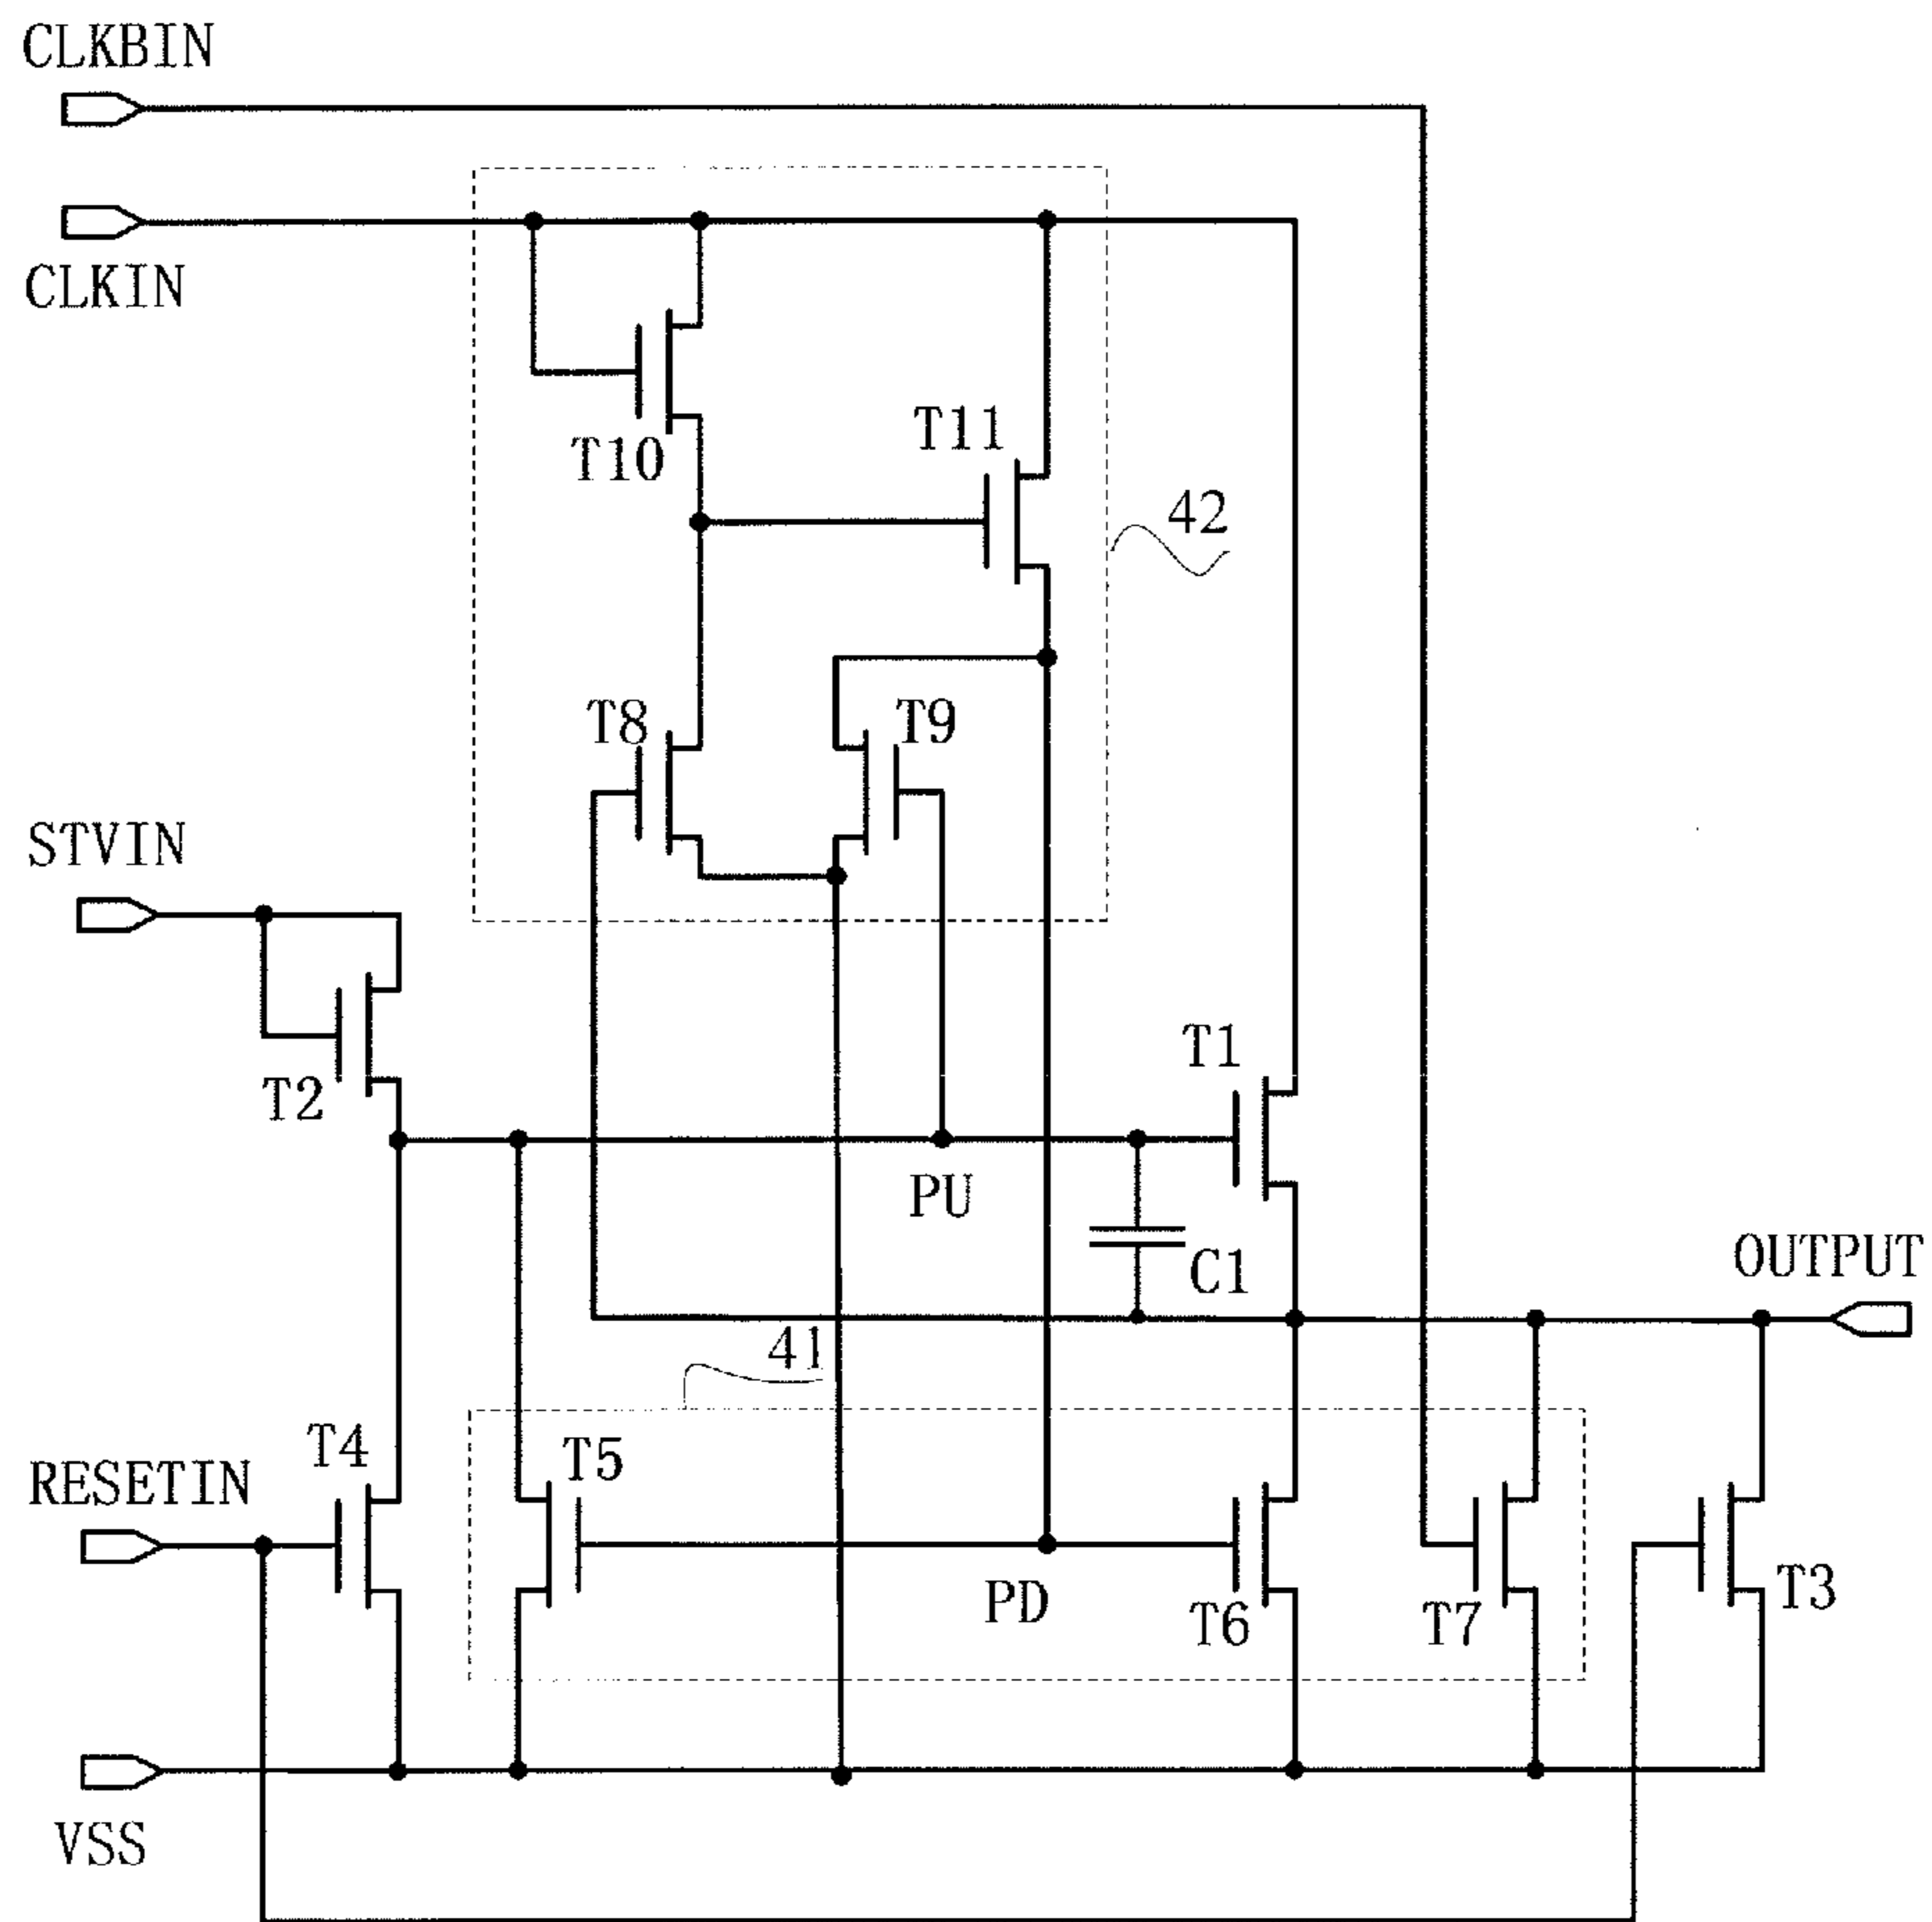 CLKBIN
CLKIN
T10
T11
42
T8
T9
STVIN
T2
T1
PU
C1
OUTPUT
41
T4
T5
RESETIN
PD
T6
T7
T3
VSS